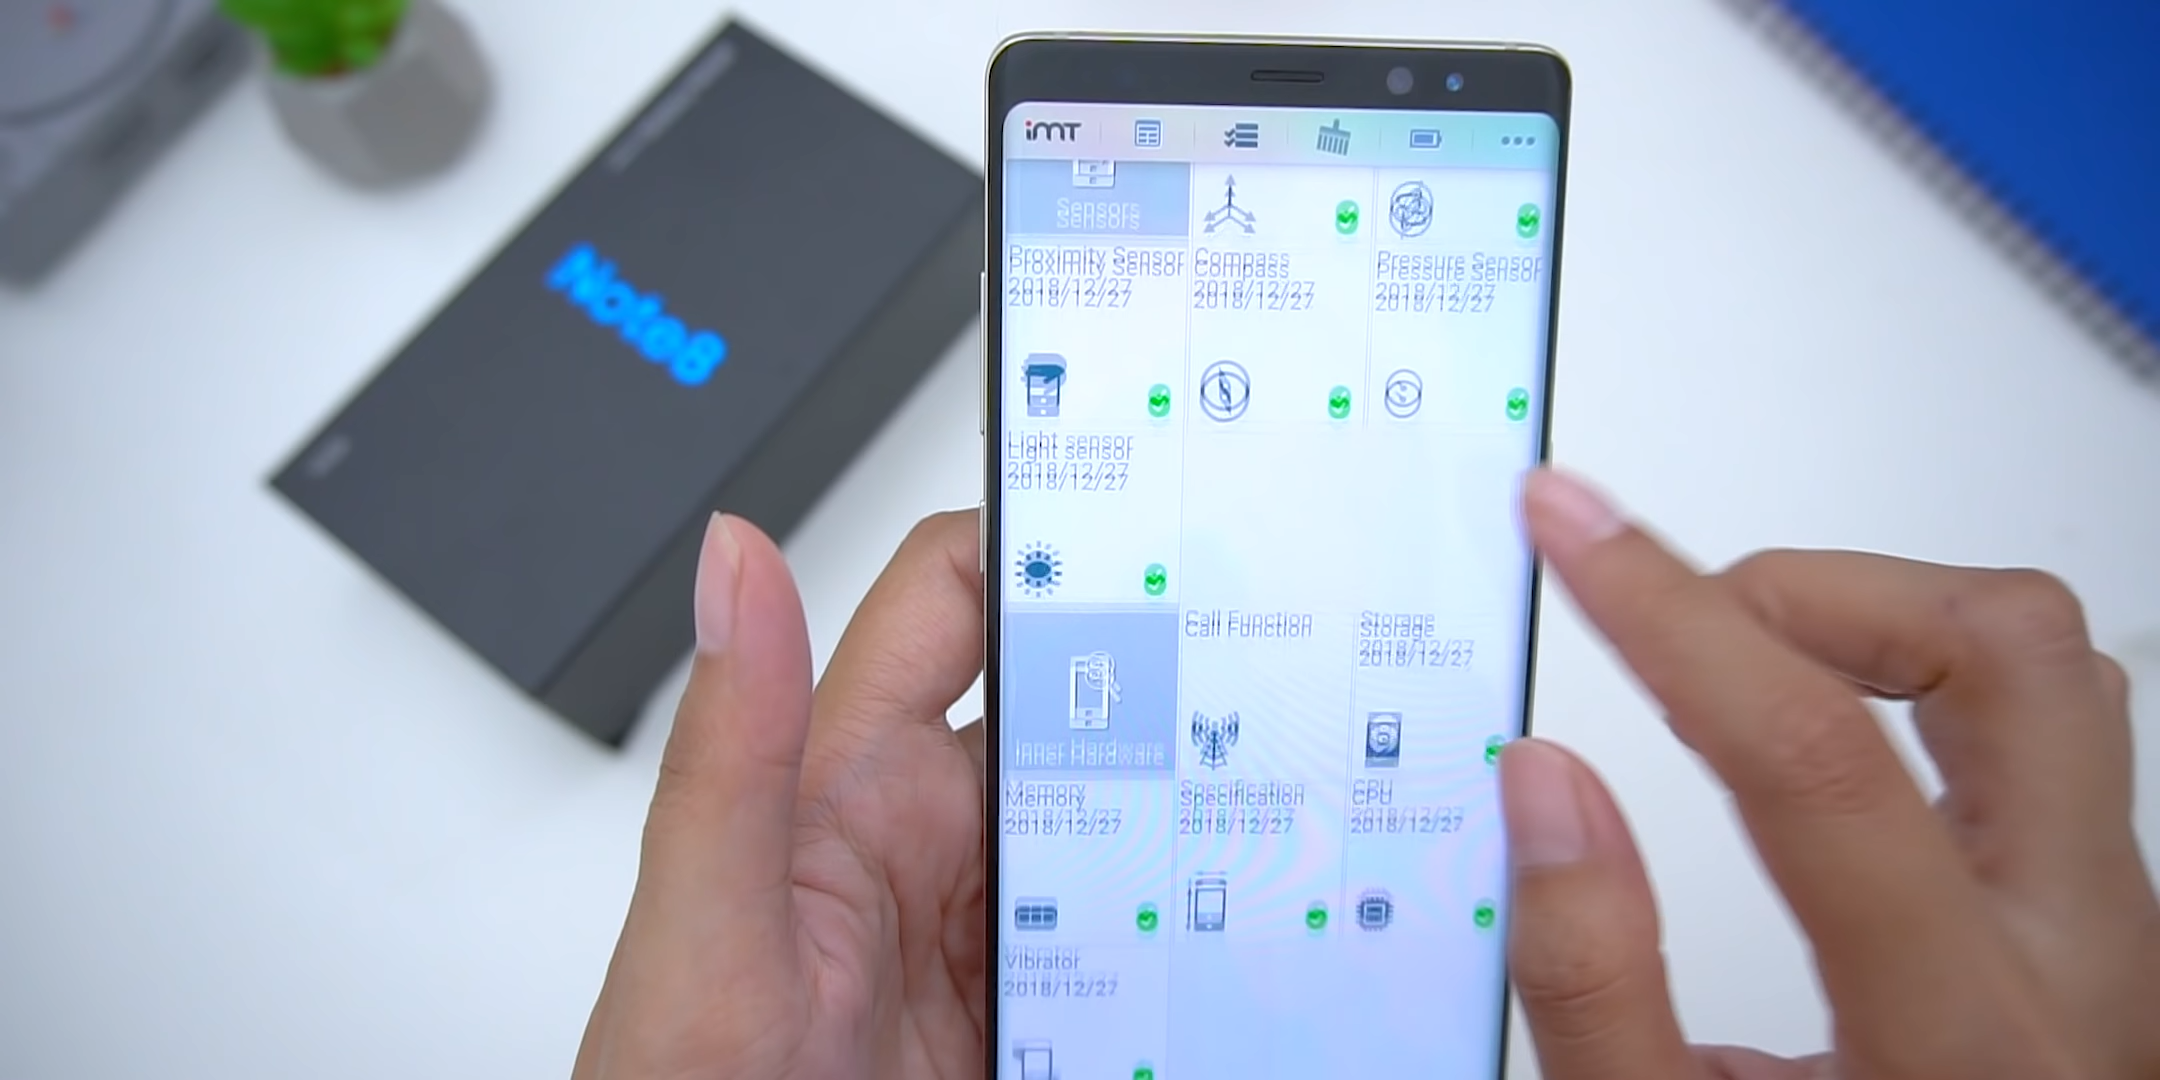 Note8
imt
Sensors
Proximity Sensor
2018/12/27
Compass
2018/12/27
Pressure Sensor
2018/12/27
Light sensor
2018/12/27
Inner Hardware
Call Function
Storage
2018/12/27
Memory
2018/12/27
Specification
2018/12/27
CPU
2018/12/27
Vibrator
2018/12/27